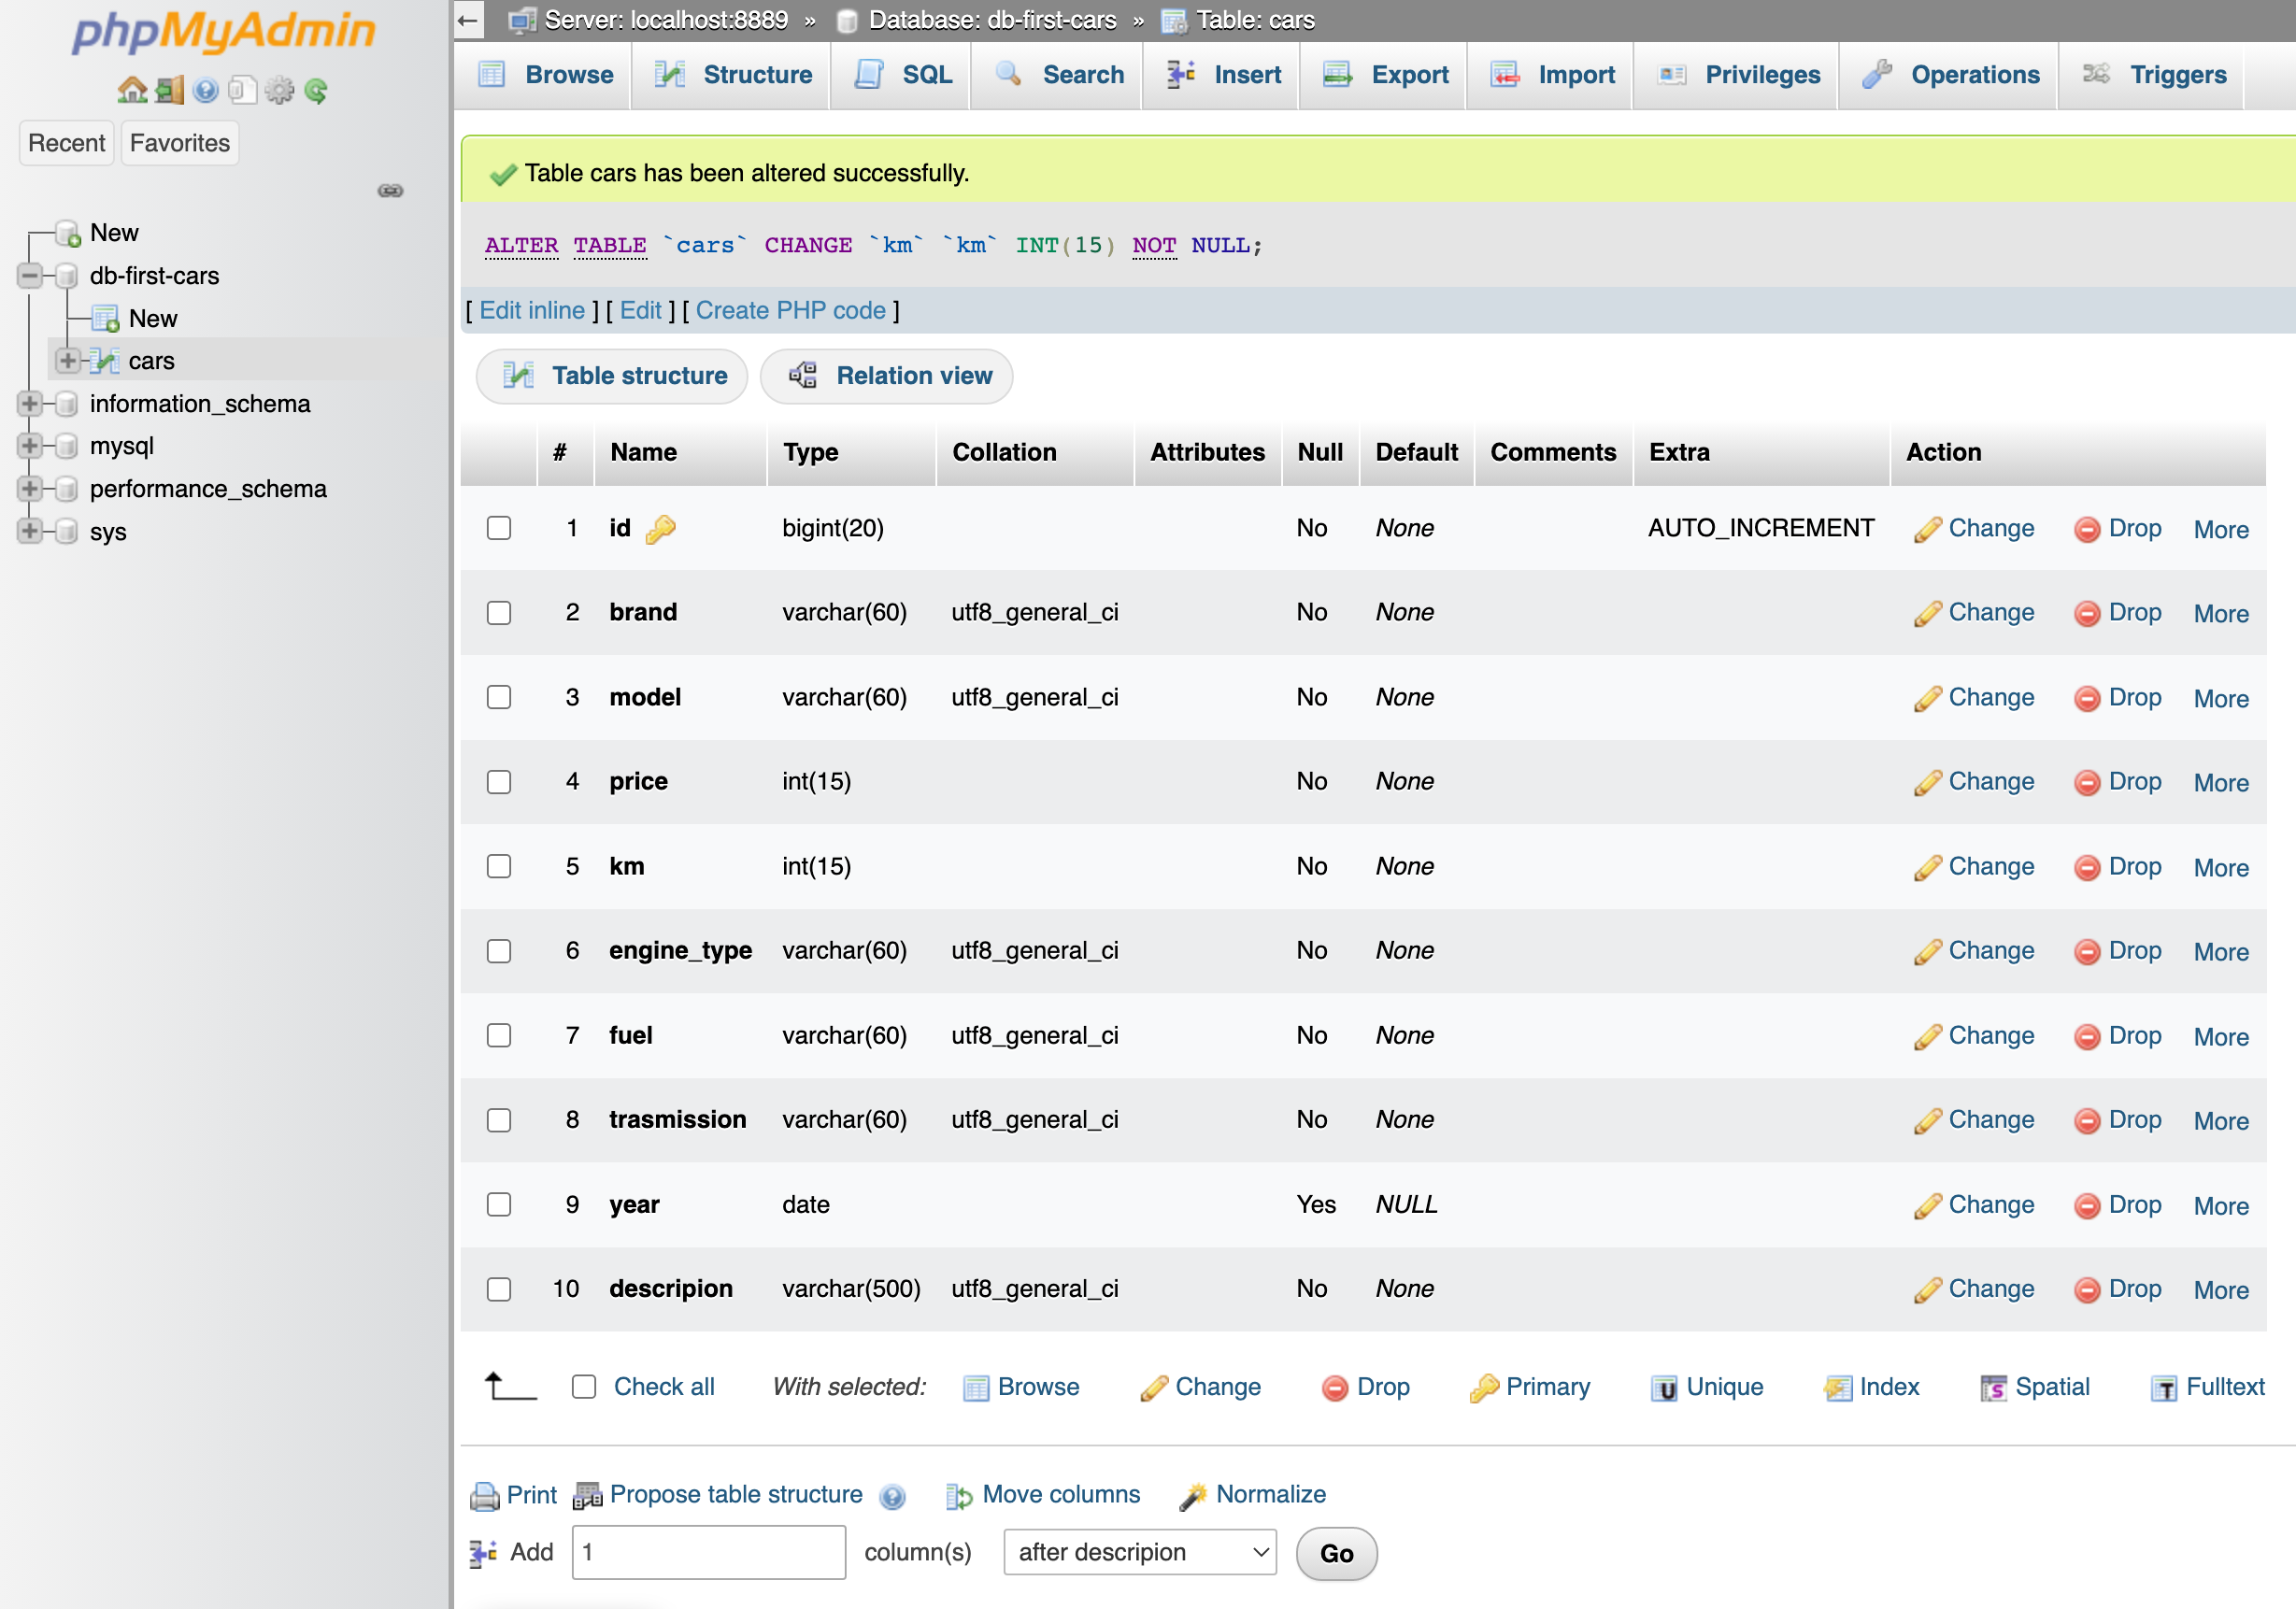 phpMyAdmin
Recent Favorites
New
db-first-cars
New
cars
information_schema
mysql
performance_schema
sys
Server: localhost:8889 » Database: db-first-cars » Table: cars
Browse Structure SQL Search Insert Export Import Privileges Operations Triggers
Table cars has been altered successfully.
ALTER TABLE `cars` CHANGE `km` `km` INT(15) NOT NULL;
[ Edit inline ] [ Edit ] [ Create PHP code ]
Table structure Relation view
# Name Type Collation Attributes Null Default Comments Extra Action
1 id bigint(20) No None AUTO_INCREMENT Change Drop More
2 brand varchar(60) utf8_general_ci No None Change Drop More
3 model varchar(60) utf8_general_ci No None Change Drop More
4 price int(15) No None Change Drop More
5 km int(15) No None Change Drop More
6 engine_type varchar(60) utf8_general_ci No None Change Drop More
7 fuel varchar(60) utf8_general_ci No None Change Drop More
8 trasmission varchar(60) utf8_general_ci No None Change Drop More
9 year date Yes NULL Change Drop More
10 descripion varchar(500) utf8_general_ci No None Change Drop More
Check all With selected: Browse Change Drop Primary Unique Index Spatial Fulltext
Print Propose table structure Move columns Normalize
Add 1 column(s) after descripion Go